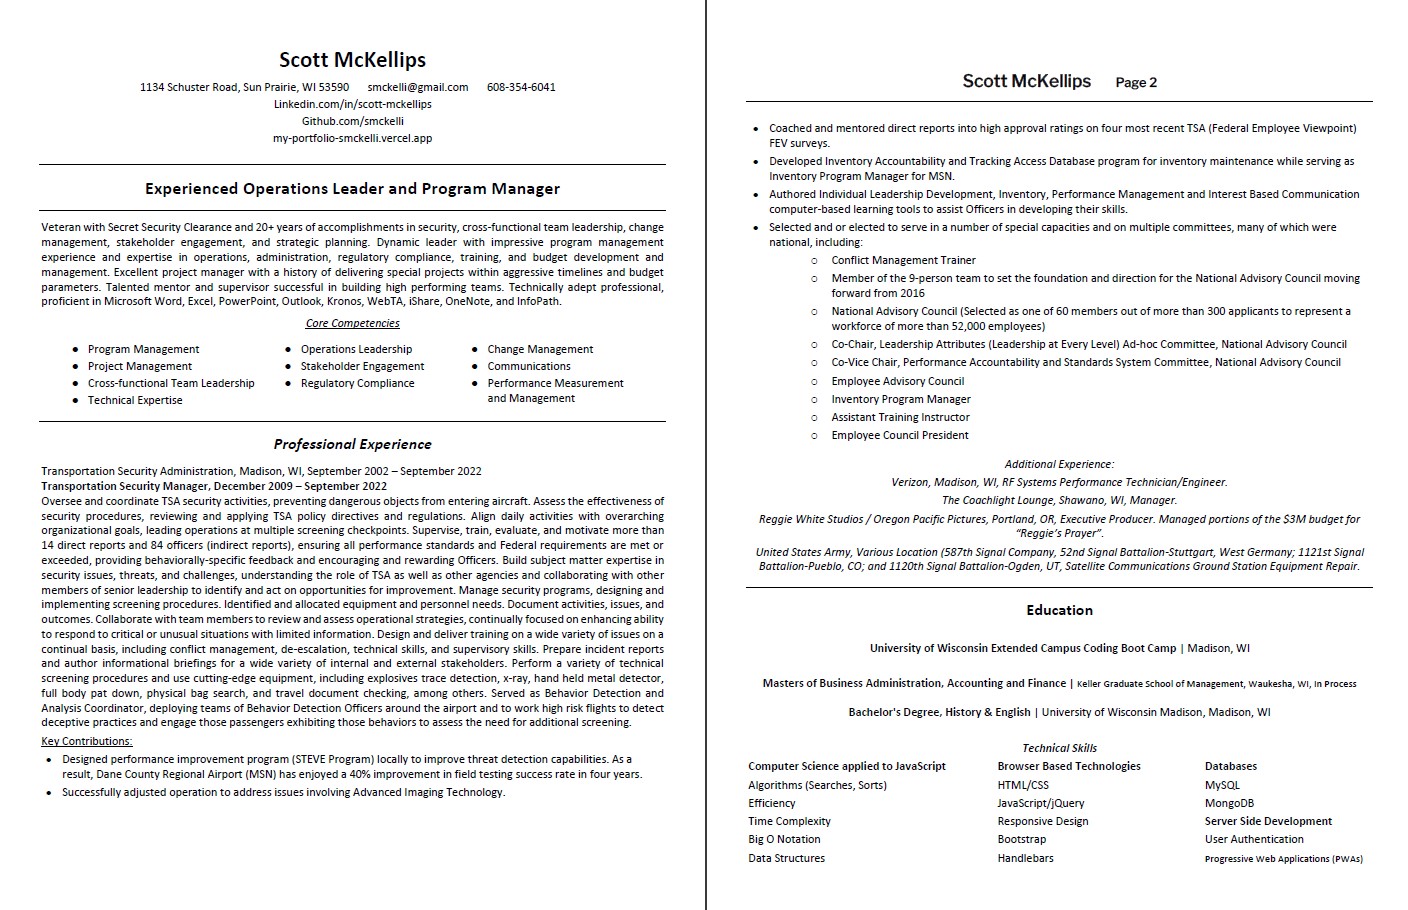 Scott McKellips
1134 Schuster Road, Sun Prairie, WI 53590 smckelli@gmail.com 608-354-6041
Linkedin.com/in/scott-mckellips
Github.com/smckelli
my-portfolio-smckelli.vercel.app
Experienced Operations Leader and Program Manager
Veteran with Secret Security Clearance and 20+ years of accomplishments in security, cross-functional team leadership, change
management, stakeholder engagement, and strategic planning. Dynamic leader with impressive program management
experience and expertise in operations, administration, regulatory compliance, training, and budget development and
management. Excellent project manager with a history of delivering special projects within aggressive timelines and budget
parameters. Talented mentor and supervisor successful in building high performing teams. Technically adept professional,
proficient in Microsoft Word, Excel, PowerPoint, Outlook, Kronos, WebTA, iShare, OneNote, and InfoPath.
Core Competencies
● Program Management
● Project Management
● Cross-functional Team Leadership
● Technical Expertise
● Operations Leadership
● Stakeholder Engagement
● Regulatory Compliance
● Change Management
● Communications
● Performance Measurement
and Management
Professional Experience
Transportation Security Administration, Madison, WI, September 2002 – September 2022
Transportation Security Manager, December 2009 – September 2022
Oversee and coordinate TSA security activities, preventing dangerous objects from entering aircraft. Assess the effectiveness of
security procedures, reviewing and applying TSA policy directives and regulations. Align daily activities with overarching
organizational goals, leading operations at multiple screening checkpoints. Supervise, train, evaluate, and motivate more than
14 direct reports and 84 officers (indirect reports), ensuring all performance standards and Federal requirements are met or
exceeded, providing behaviorally-specific feedback and encouraging and rewarding Officers. Build subject matter expertise in
security issues, threats, and challenges, understanding the role of TSA as well as other agencies and collaborating with other
members of senior leadership to identify and act on opportunities for improvement. Manage security programs, designing and
implementing screening procedures. Identified and allocated equipment and personnel needs. Document activities, issues, and
outcomes. Collaborate with team members to review and assess operational strategies, continually focused on enhancing ability
to respond to critical or unusual situations with limited information. Design and deliver training on a wide variety of issues on a
continual basis, including conflict management, de-escalation, technical skills, and supervisory skills. Prepare incident reports
and author informational briefings for a wide variety of internal and external stakeholders. Perform a variety of technical
screening procedures and use cutting-edge equipment, including explosives trace detection, x-ray, hand held metal detector,
full body pat down, physical bag search, and travel document checking, among others. Served as Behavior Detection and
Analysis Coordinator, deploying teams of Behavior Detection Officers around the airport and to work high risk flights to detect
deceptive practices and engage those passengers exhibiting those behaviors to assess the need for additional screening.
Key Contributions:
● Designed performance improvement program (STEVE Program) locally to improve threat detection capabilities. As a
result, Dane County Regional Airport (MSN) has enjoyed a 40% improvement in field testing success rate in four years.
● Successfully adjusted operation to address issues involving Advanced Imaging Technology.
Scott McKellips Page 2
● Coached and mentored direct reports into high approval ratings on four most recent TSA (Federal Employee Viewpoint)
FEV surveys.
● Developed Inventory Accountability and Tracking Access Database program for inventory maintenance while serving as
Inventory Program Manager for MSN.
● Authored Individual Leadership Development, Inventory, Performance Management and Interest Based Communication
computer-based learning tools to assist Officers in developing their skills.
● Selected and or elected to serve in a number of special capacities and on multiple committees, many of which were
national, including:
○ Conflict Management Trainer
○ Member of the 9-person team to set the foundation and direction for the National Advisory Council moving
forward from 2016
○ National Advisory Council (Selected as one of 60 members out of more than 300 applicants to represent a
workforce of more than 52,000 employees)
○ Co-Chair, Leadership Attributes (Leadership at Every Level) Ad-hoc Committee, National Advisory Council
○ Co-Vice Chair, Performance Accountability and Standards System Committee, National Advisory Council
○ Employee Advisory Council
○ Inventory Program Manager
○ Assistant Training Instructor
○ Employee Council President
Additional Experience:
Verizon, Madison, WI, RF Systems Performance Technician/Engineer.
The Coachlight Lounge, Shawano, WI, Manager.
Reggie White Studios / Oregon Pacific Pictures, Portland, OR, Executive Producer. Managed portions of the $3M budget for
“Reggie’s Prayer”.
United States Army, Various Location (587th Signal Company, 52nd Signal Battalion-Stuttgart, West Germany; 1121st Signal
Battalion-Pueblo, CO; and 1120th Signal Battalion-Ogden, UT, Satellite Communications Ground Station Equipment Repair.
Education
University of Wisconsin Extended Campus Coding Boot Camp | Madison, WI
Masters of Business Administration, Accounting and Finance | Keller Graduate School of Management, Waukesha, WI, In Process
Bachelor's Degree, History & English | University of Wisconsin Madison, Madison, WI
Technical Skills
Computer Science applied to JavaScript
Algorithms (Searches, Sorts)
Efficiency
Time Complexity
Big O Notation
Data Structures
Browser Based Technologies
HTML/CSS
JavaScript/jQuery
Responsive Design
Bootstrap
Handlebars
Databases
MySQL
MongoDB
Server Side Development
User Authentication
Progressive Web Applications (PWAs)